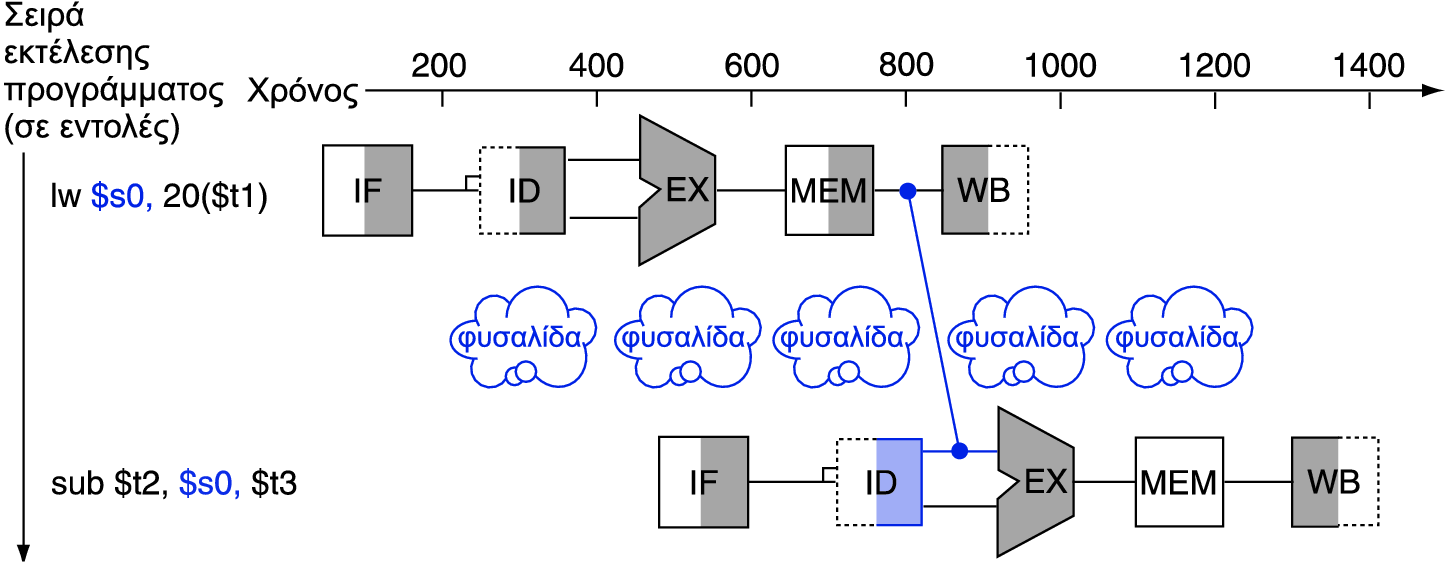 Σειρά
εκτέλεσης
προγράμματος
(σε εντολές)
Χρόνος
200 400 600 800 1000 1200 1400
lw $s0, 20($t1)
IF ID EX MEM WB
φυσαλίδα φυσαλίδα φυσαλίδα φυσαλίδα φυσαλίδα
sub $t2, $s0, $t3
IF ID EX MEM WB